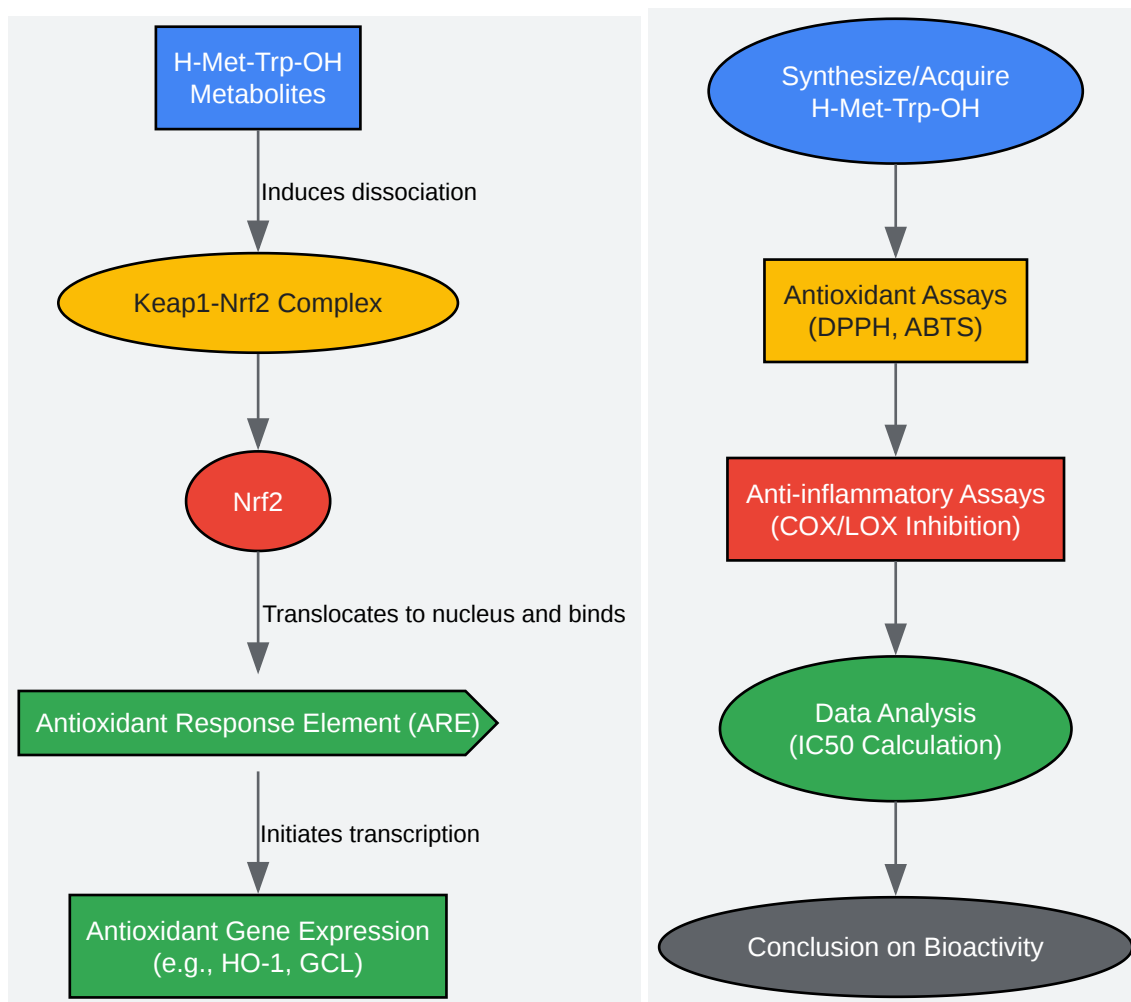 H-Met-Trp-OH
Metabolites
Induces dissociation
Keap1-Nrf2 Complex
Nrf2
Translocates to nucleus and binds
Antioxidant Response Element (ARE)
Initiates transcription
Antioxidant Gene Expression
(e.g., HO-1, GCL)
Synthesize/Acquire
H-Met-Trp-OH
Antioxidant Assays
(DPPH, ABTS)
Anti-inflammatory Assays
(COX/LOX Inhibition)
Data Analysis
(IC50 Calculation)
Conclusion on Bioactivity